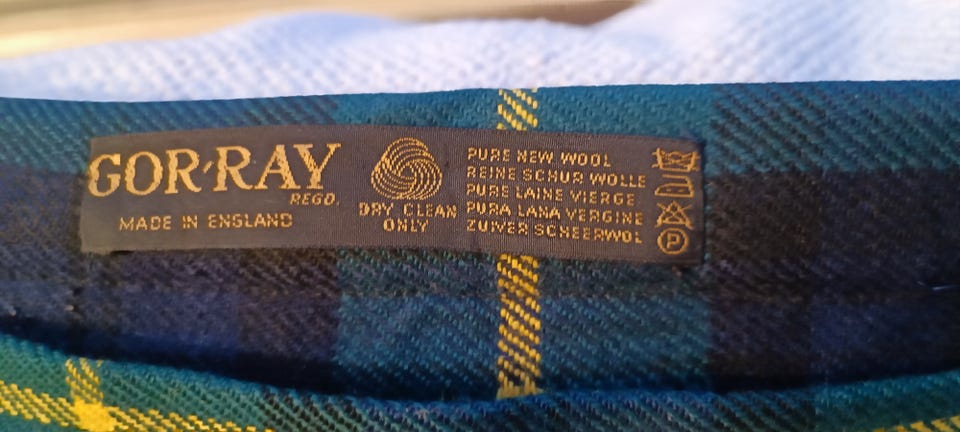 GOR·RAY
REGD.
MADE IN ENGLAND
DRY CLEAN
ONLY
PURE NEW WOOL
REINE SCHUR WOLLE
PURE LAINE VIERGE
PURA LANA VERGINE
ZUIVER SCHEERWOL
P